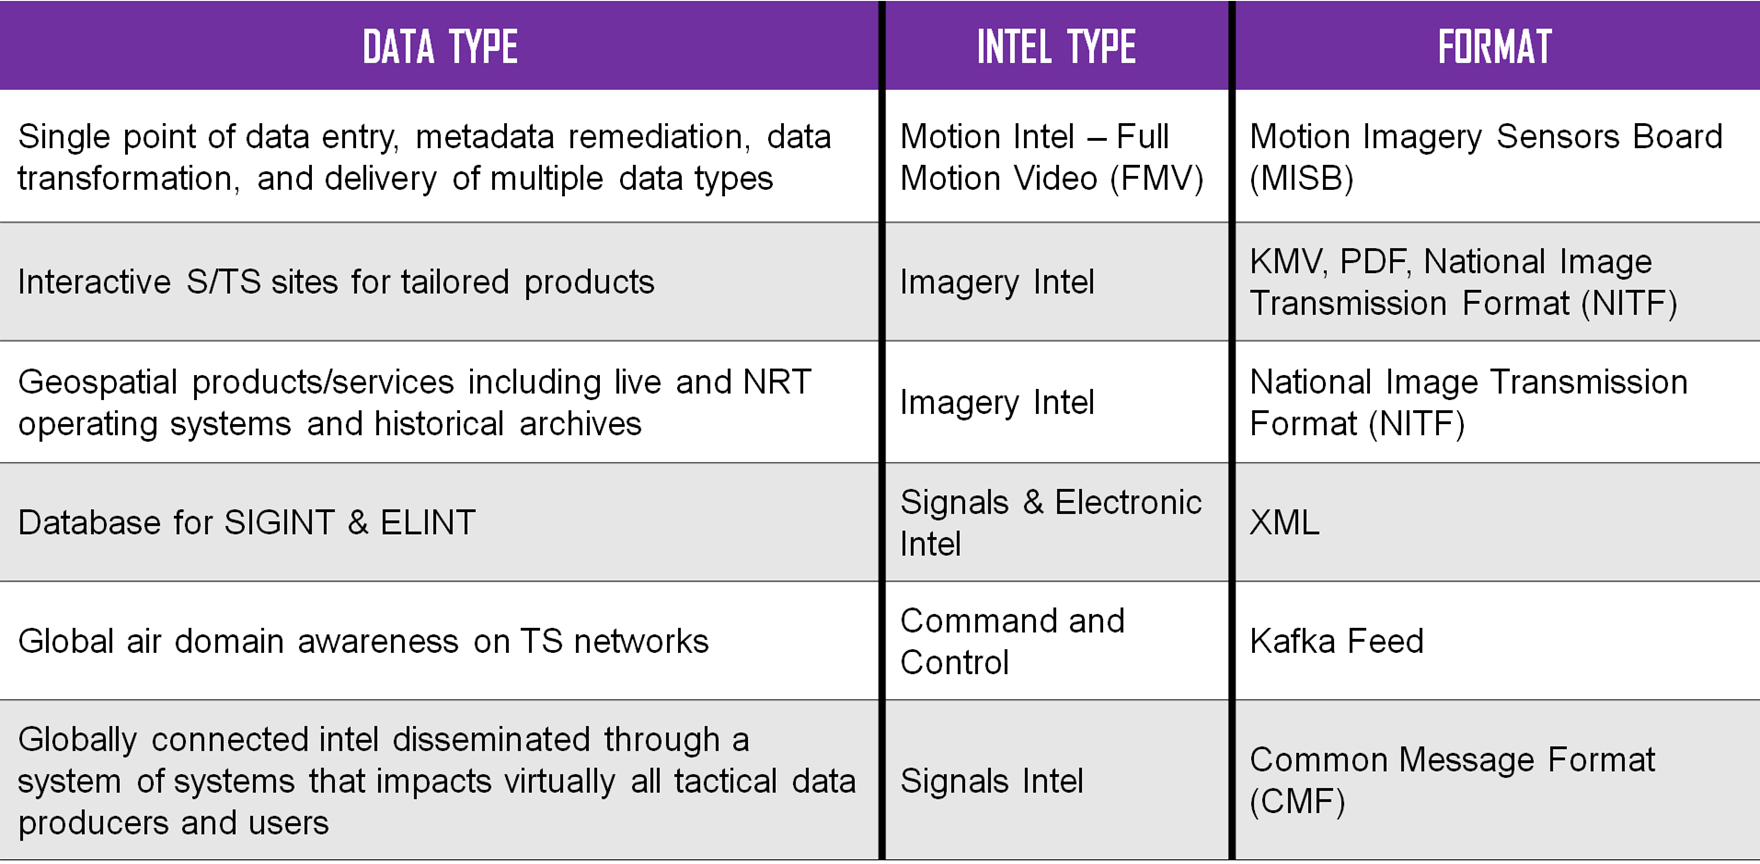 DATA TYPE
INTEL TYPE
FORMAT
Single point of data entry, metadata remediation, data
transformation, and delivery of multiple data types
Motion Intel – Full
Motion Video (FMV)
Motion Imagery Sensors Board
(MISB)
Interactive S/TS sites for tailored products
Imagery Intel
KMV, PDF, National Image
Transmission Format (NITF)
Geospatial products/services including live and NRT
operating systems and historical archives
Imagery Intel
National Image Transmission
Format (NITF)
Database for SIGINT & ELINT
Signals & Electronic
Intel
XML
Global air domain awareness on TS networks
Command and
Control
Kafka Feed
Globally connected intel disseminated through a
system of systems that impacts virtually all tactical data
producers and users
Signals Intel
Common Message Format
(CMF)